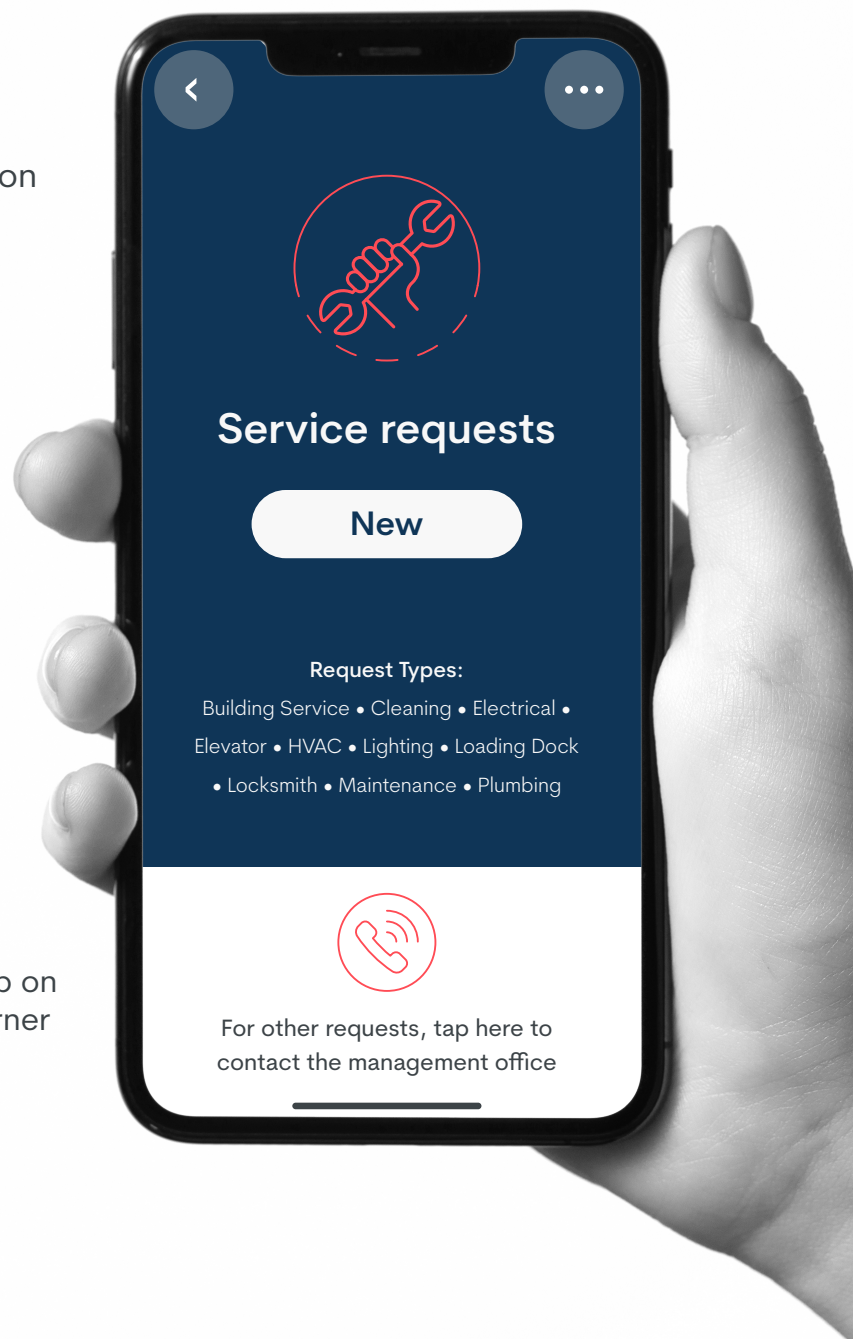 on
Service requests
New
Request Types:
Building Service • Cleaning • Electrical •
Elevator • HVAC • Lighting • Loading Dock
• Locksmith • Maintenance • Plumbing
on
For other requests, tap here to
contact the management office